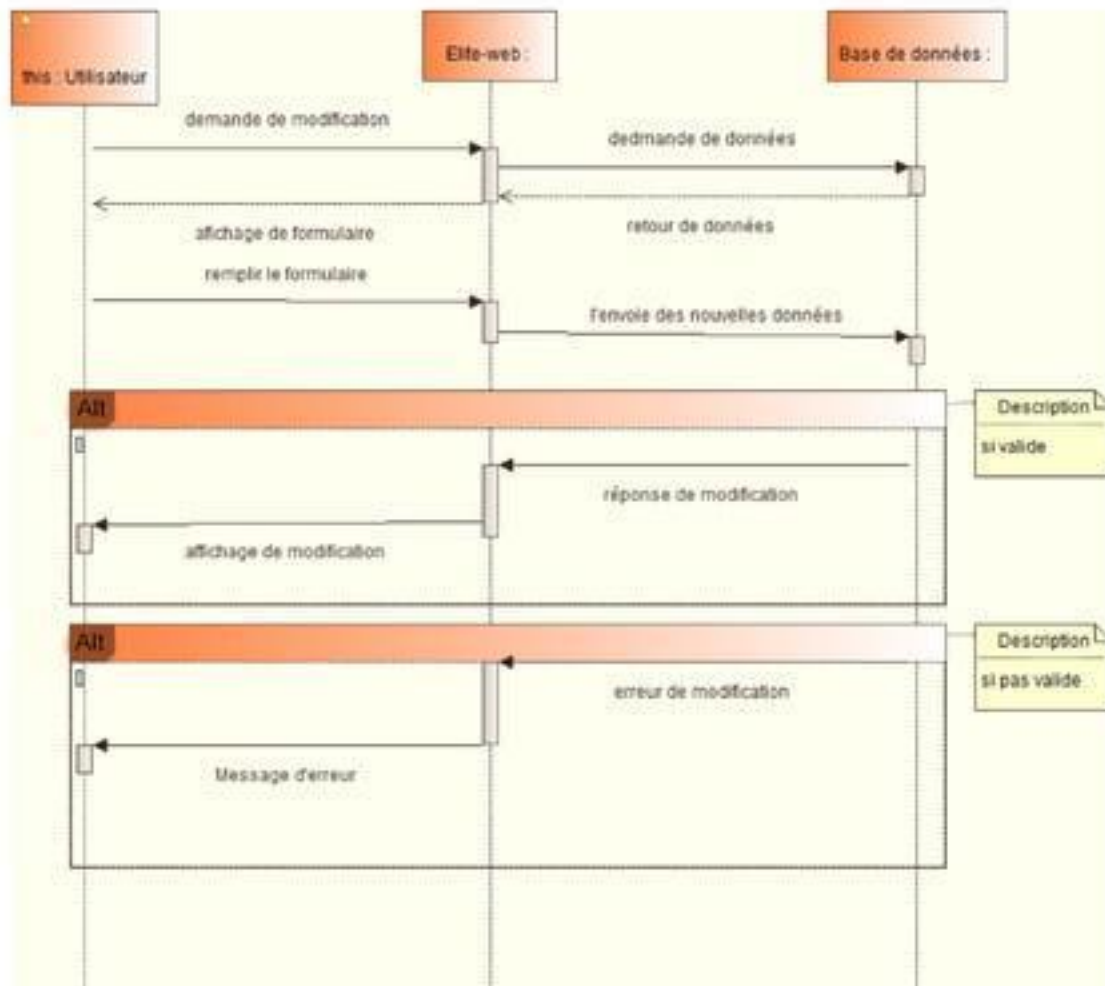 this : Utilisateur
Elite-web :
Base de données :
demande de modification
dedmande de données
afichage de formulaire
retour de données
remplir le formulaire
l'envoie des nouvelles données
Alt
Description
si valide
réponse de modification
affichage de modification
Alt
Description
si pas valide
erreur de modification
Message d'erreur